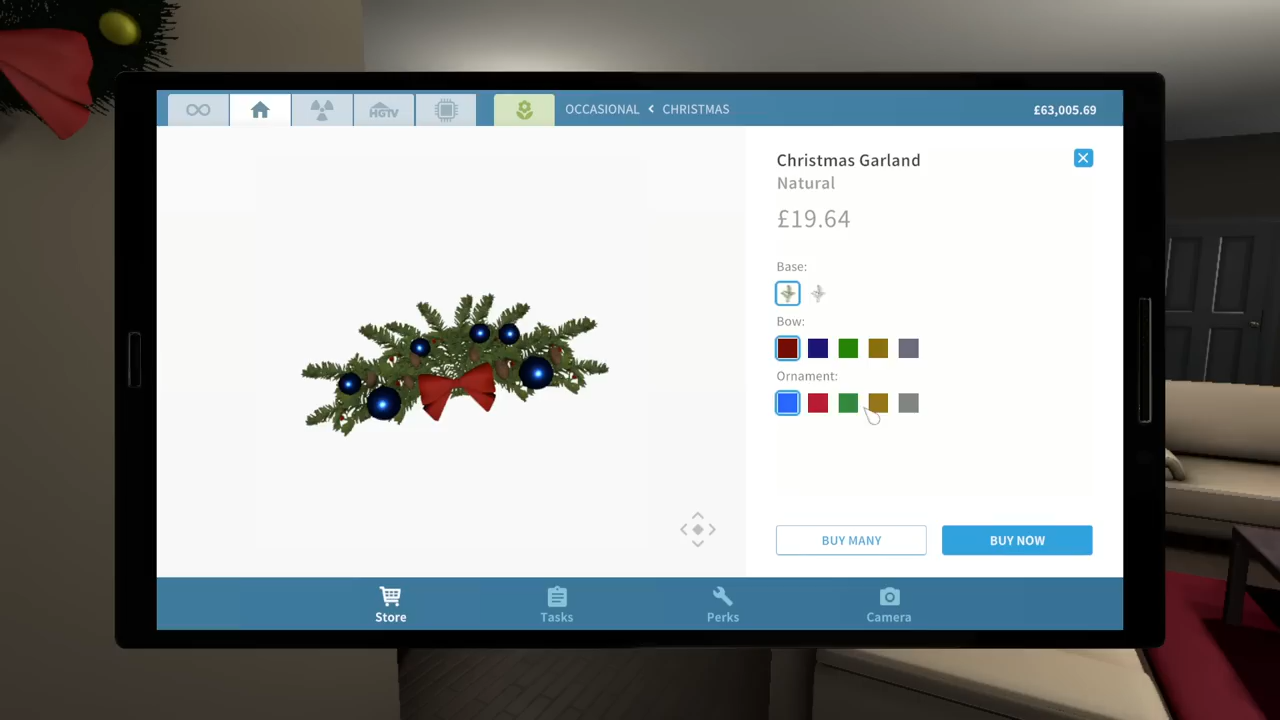 HGTV
OCCASIONAL < CHRISTMAS
£63,005.69
Christmas Garland
Natural
£19.64
Base:
Bow:
Ornament:
BUY MANY
BUY NOW
Store
Tasks
Perks
Camera